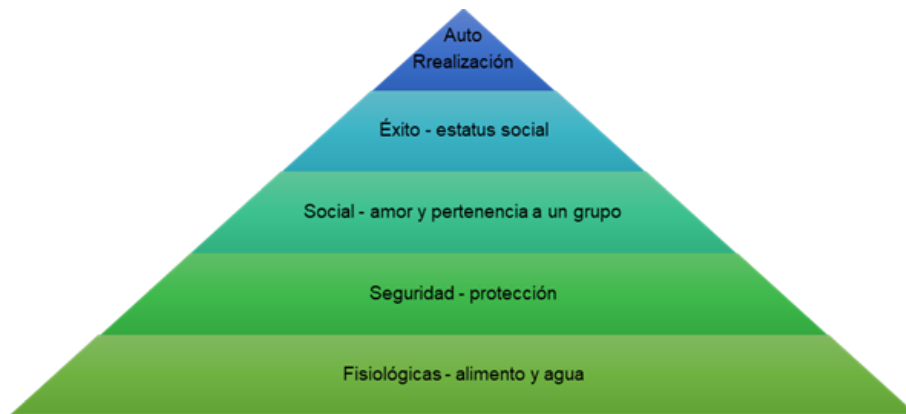 Auto
Rrealización
Éxito - estatus social
Social - amor y pertenencia a un grupo
Seguridad - protección
Fisiológicas - alimento y agua